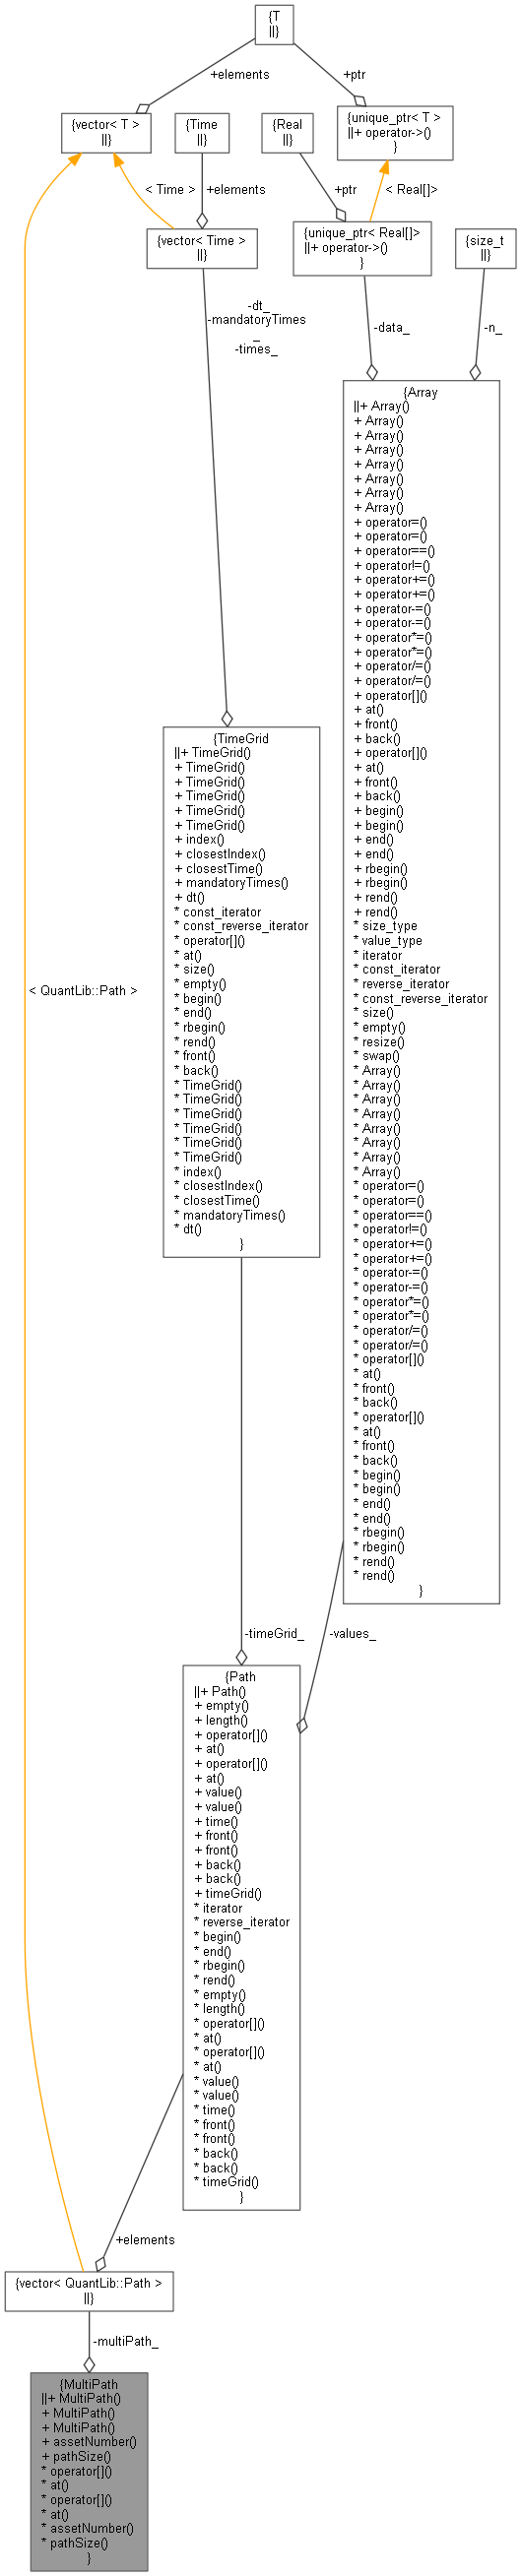 {T
||}
+elements
+ptr
{vector< T >
||}
{Time
||}
{Real
||}
{unique_ptr< T >
||+ operator->()
}
< Time >
+elements
+ptr
< Real[]>
{vector< Time >
||}
{unique_ptr< Real[]>
||+ operator->()
}
{size_t
||}
-dt_
-mandatoryTimes
_
-times_
-data_
-n_
{Array
||+ Array()
+ Array()
+ Array()
+ Array()
+ Array()
+ Array()
+ Array()
+ Array()
+ operator=()
+ operator=()
+ operator==()
+ operator!=()
+ operator+=()
+ operator+=()
+ operator-=()
+ operator-=()
+ operator*=()
+ operator*=()
+ operator/=()
+ operator/=()
+ operator[]()
+ at()
+ front()
+ back()
+ operator[]()
+ at()
+ front()
+ back()
+ begin()
+ begin()
+ end()
+ end()
+ rbegin()
+ rbegin()
+ rend()
+ rend()
* size_type
* value_type
* iterator
* const_iterator
* reverse_iterator
* const_reverse_iterator
* size()
* empty()
* resize()
* swap()
* Array()
* Array()
* Array()
* Array()
* Array()
* Array()
* Array()
* Array()
* operator=()
* operator=()
* operator==()
* operator!=()
* operator+=()
* operator+=()
* operator-=()
* operator-=()
* operator*=()
* operator*=()
* operator/=()
* operator/=()
* operator[]()
* at()
* front()
* back()
* operator[]()
* at()
* front()
* back()
* begin()
* begin()
* end()
* end()
* rbegin()
* rbegin()
* rend()
* rend()
}
{TimeGrid
||+ TimeGrid()
+ TimeGrid()
+ TimeGrid()
+ TimeGrid()
+ TimeGrid()
+ TimeGrid()
+ index()
+ closestIndex()
+ closestTime()
+ mandatoryTimes()
+ dt()
* const_iterator
* const_reverse_iterator
* operator[]()
* at()
* size()
* empty()
* begin()
* end()
* rbegin()
* rend()
* front()
* back()
* TimeGrid()
* TimeGrid()
* TimeGrid()
* TimeGrid()
* TimeGrid()
* TimeGrid()
* index()
* closestIndex()
* closestTime()
* mandatoryTimes()
* dt()
}
< QuantLib::Path >
-timeGrid_
-values_
{Path
||+ Path()
+ empty()
+ length()
+ operator[]()
+ at()
+ operator[]()
+ at()
+ value()
+ value()
+ time()
+ front()
+ front()
+ back()
+ back()
+ timeGrid()
* iterator
* reverse_iterator
* begin()
* end()
* rbegin()
* rend()
* empty()
* length()
* operator[]()
* at()
* operator[]()
* at()
* value()
* value()
* time()
* front()
* front()
* back()
* back()
* timeGrid()
}
+elements
{vector< QuantLib::Path >
||}
-multiPath_
{MultiPath
||+ MultiPath()
+ MultiPath()
+ MultiPath()
+ assetNumber()
+ pathSize()
* operator[]()
* at()
* operator[]()
* at()
* assetNumber()
* pathSize()
}